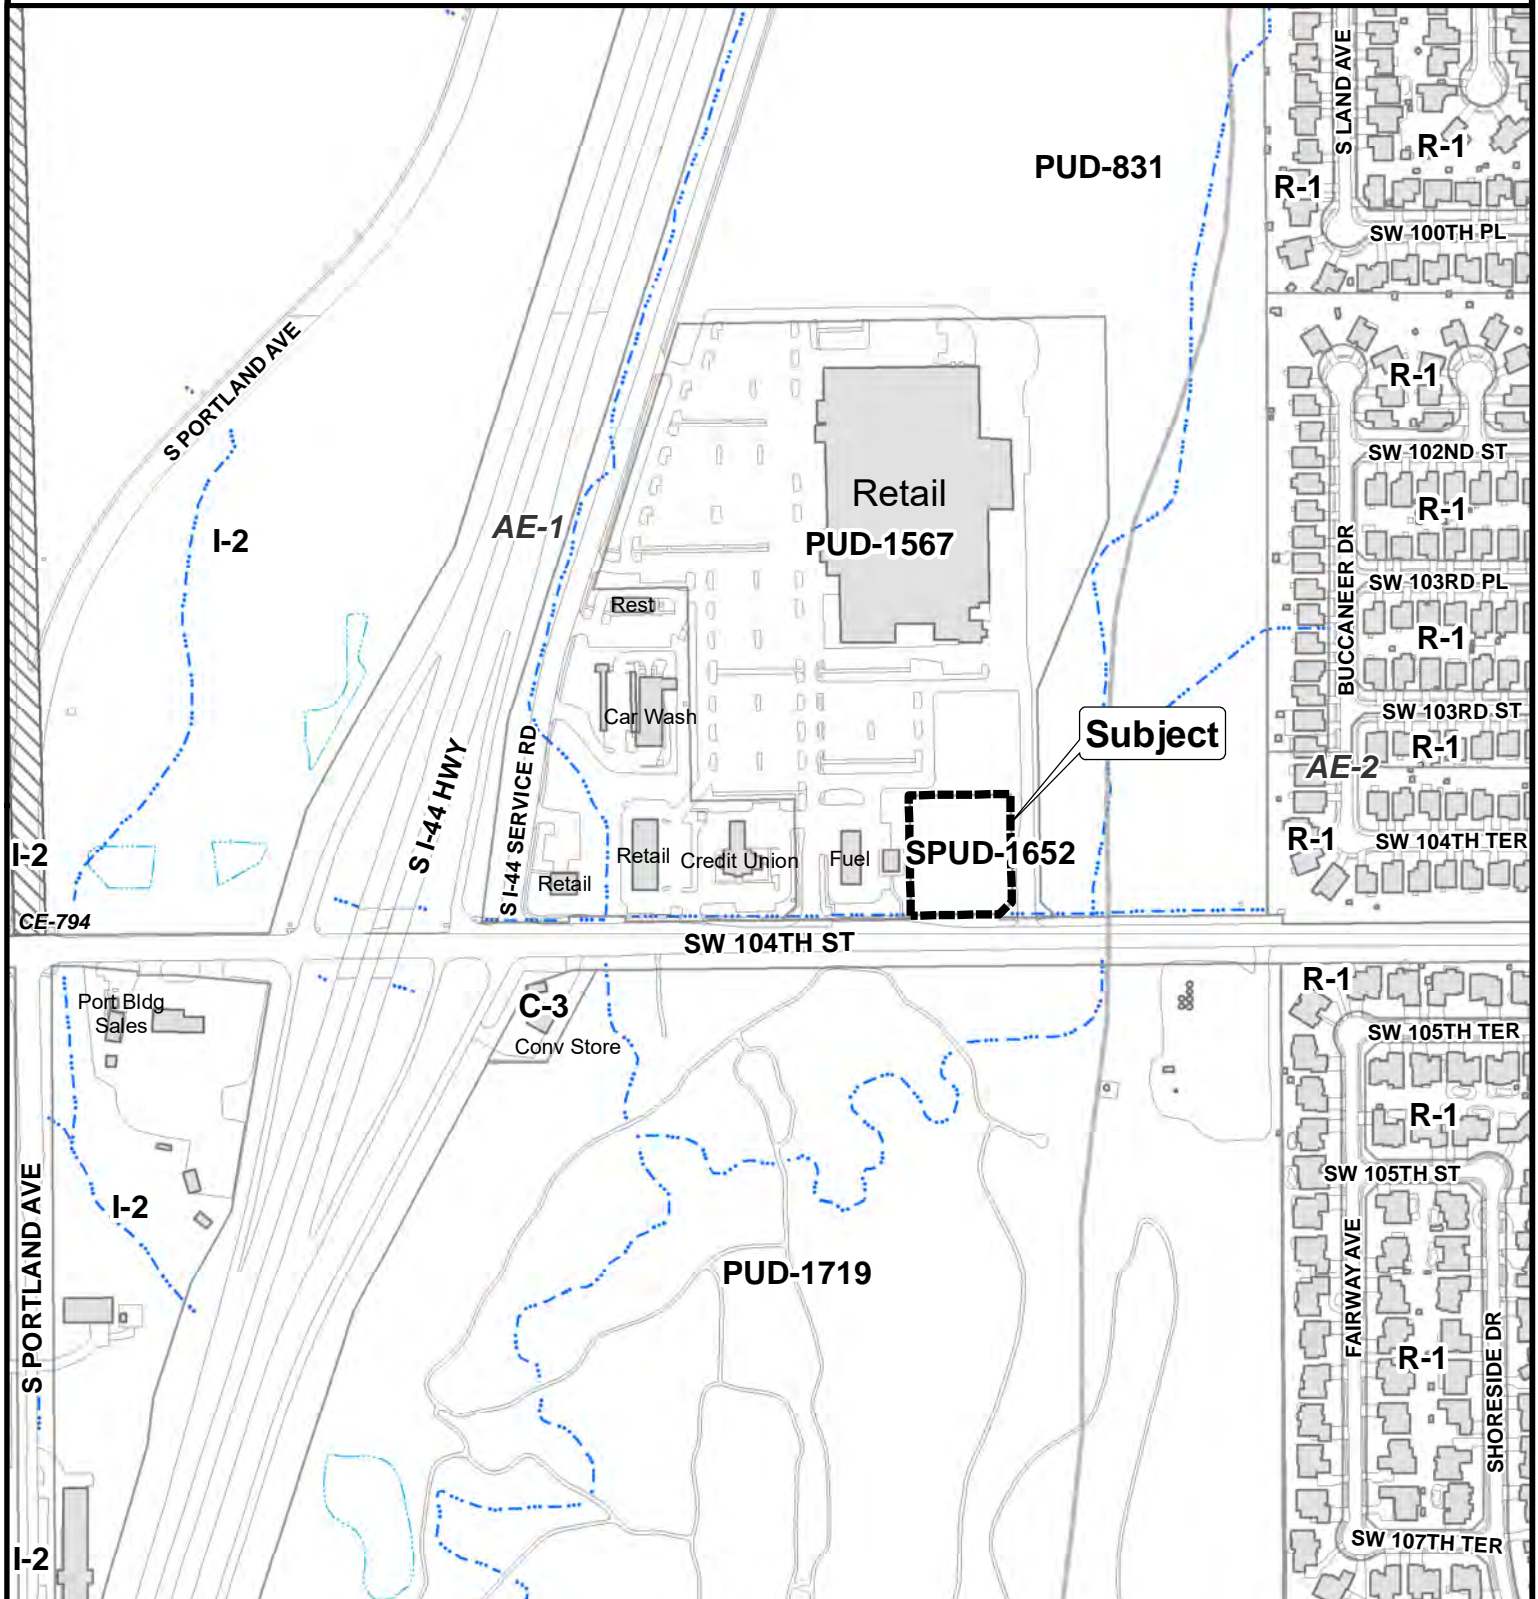 S LAND AVE
R-1
PUD-831
R-1
SW 100TH PL
S PORTLAND AVE
R-1
SW 102ND ST
Retail
R-1
AE-1
I-2
PUD-1567
BUCCANEER DR
SW 103RD PL
Rest
R-1
Car Wash
SW 103RD ST
Subject
R-1
AE-2
S I-44 HWY
S I-44 SERVICE RD
R-1
SW 104TH TER
I-2
Retail
Credit Union
Fuel
SPUD-1652
Retail
CE-794
SW 104TH ST
R-1
Port Bldg
Sales
C-3
SW 105TH TER
Conv Store
R-1
SW 105TH ST
I-2
S PORTLAND AVE
PUD-1719
FAIRWAY AVE
R-1
SHORESIDE DR
SW 107TH TER
I-2